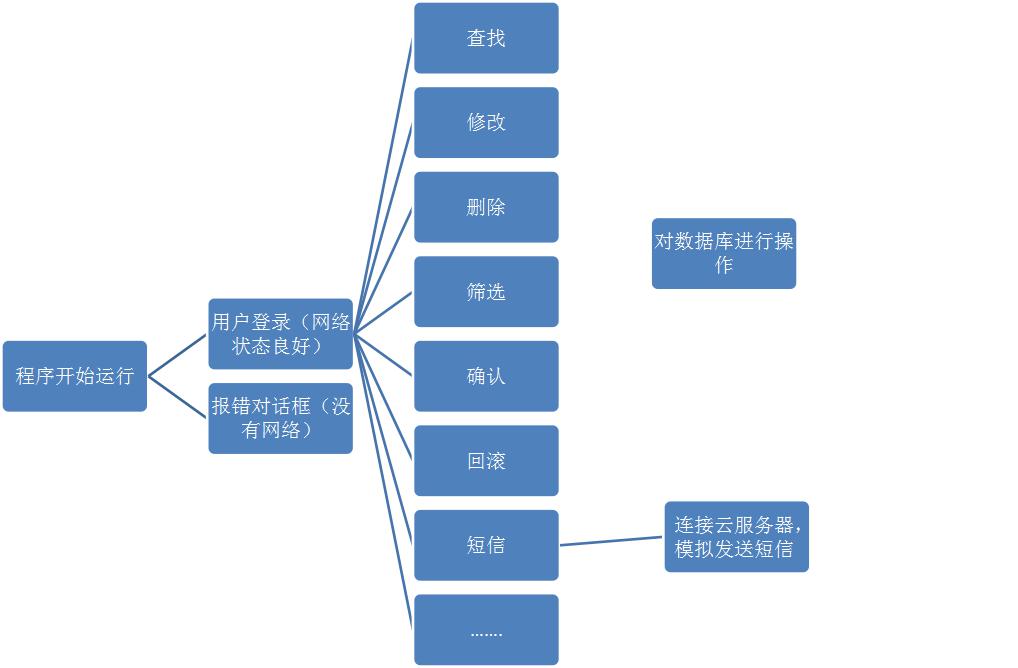 查找
修改
删除
对数据库进行操
作
筛选
用户登录（网络
状态良好）
程序开始运行
确认
报错对话框（没
有网络）
回滚
短信
连接云服务器，
模拟发送短信
.......